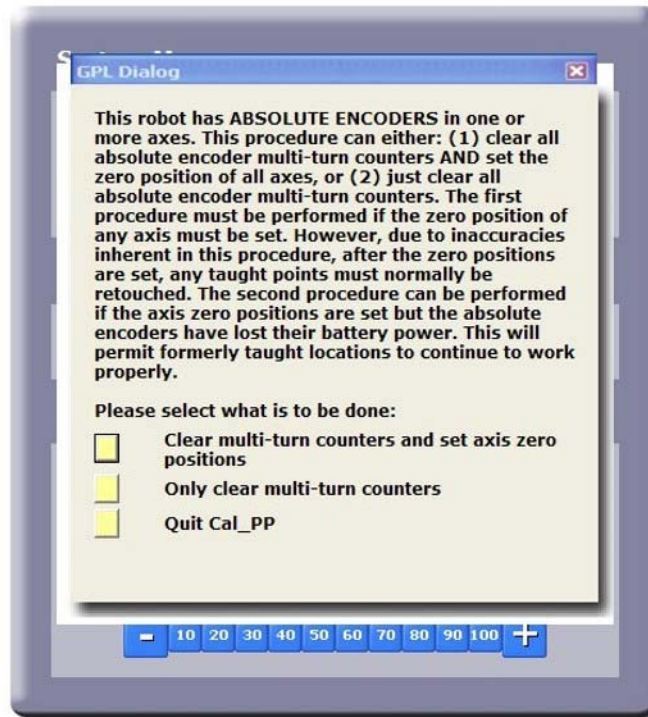 GPL Dialog
This robot has ABSOLUTE ENCODERS in one or
more axes. This procedure can either: (1) clear all
absolute encoder multi-turn counters AND set the
zero position of all axes, or (2) just clear all
absolute encoder multi-turn counters. The first
procedure must be performed if the zero position of
any axis must be set. However, due to inaccuracies
inherent in this procedure, after the zero positions
are set, any taught points must normally be
retouched. The second procedure can be performed
if the axis zero positions are set but the absolute
encoders have lost their battery power. This will
permit formerly taught locations to continue to work
properly.
Please select what is to be done:
Clear multi-turn counters and set axis zero
positions
Only clear multi-turn counters
Quit Cal_PP
- 10 20 30 40 50 60 70 80 90 100 +